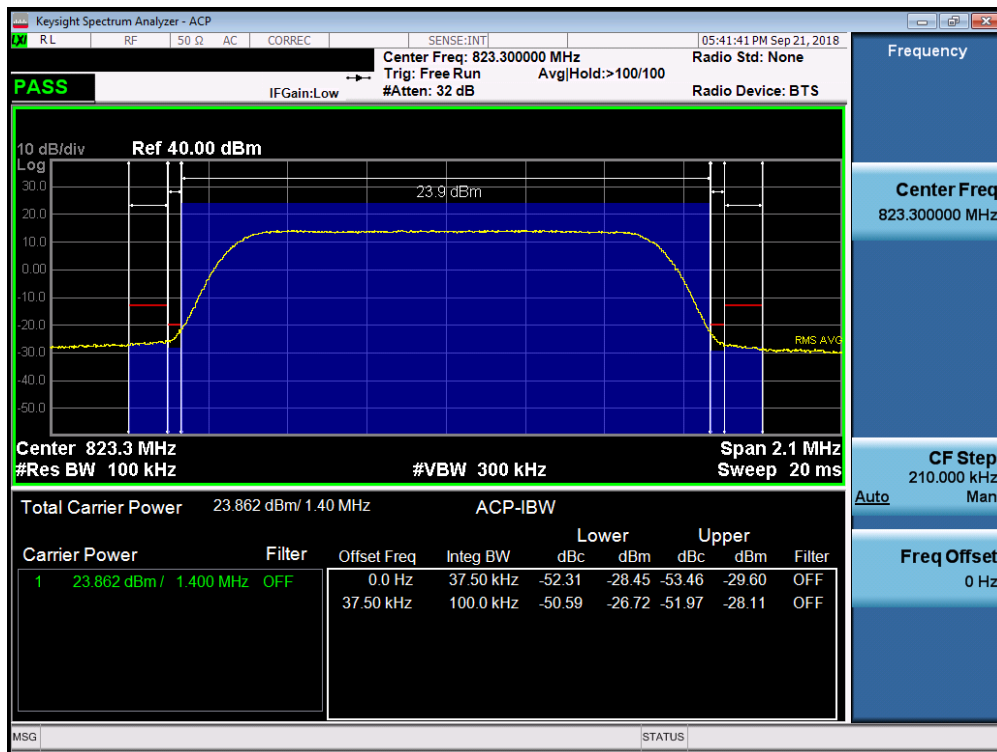 Keysight Spectrum Analyzer - ACP
LXI RL RF 50 Ω AC CORREC SENSE:INT 05:41:41 PM Sep 21, 2018
Center Freq: 823.300000 MHz Radio Std: None
Trig: Free Run Avg|Hold:>100/100
PASS IFGain:Low #Atten: 32 dB Radio Device: BTS
10 dB/div Ref 40.00 dBm
Log
30.0
23.9 dBm
20.0
10.0
0.00
-10.0
-20.0
RMS AVG
-30.0
-40.0
-50.0
Center 823.3 MHz Span 2.1 MHz
#Res BW 100 kHz #VBW 300 kHz Sweep 20 ms
Total Carrier Power 23.862 dBm/ 1.40 MHz ACP-IBW
Lower Upper
Carrier Power Filter Offset Freq Integ BW dBc dBm dBc dBm Filter
1 23.862 dBm / 1.400 MHz OFF 0.0 Hz 37.50 kHz -52.31 -28.45 -53.46 -29.60 OFF
37.50 kHz 100.0 kHz -50.59 -26.72 -51.97 -28.11 OFF
MSG STATUS
Frequency
Center Freq
823.300000 MHz
CF Step
210.000 kHz
Auto Man
Freq Offset
0 Hz